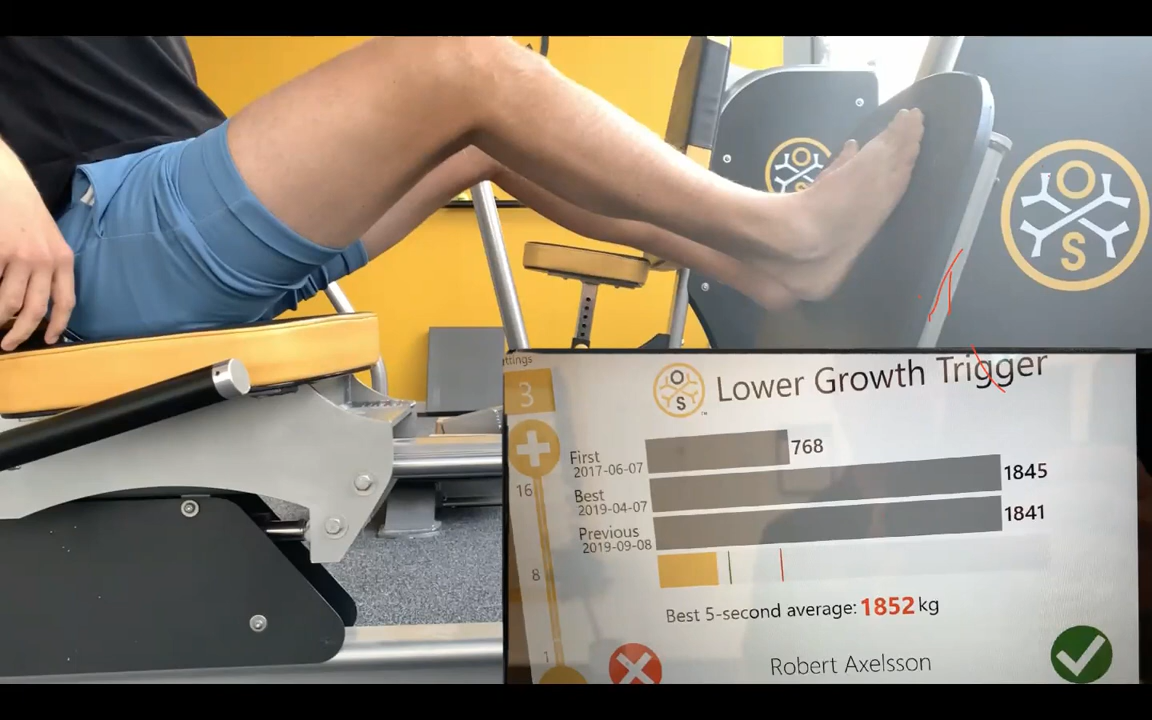 O
S
O
S
ttings
3
O
S
™
Lower Growth Trigger
First
2017-06-07
768
16
Best
2019-04-07
1845
Previous
2019-09-08
1841
8
Best 5-second average: 1852 kg
1
Robert Axelsson